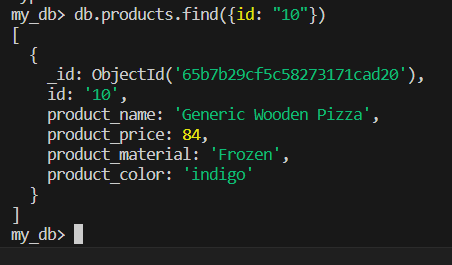 my_db> db.products.find({id: "10"})
[
  {
    _id: ObjectId('65b7b29cf5c58273171cad20'),
    id: '10',
    product_name: 'Generic Wooden Pizza',
    product_price: 84,
    product_material: 'Frozen',
    product_color: 'indigo'
  }
]
my_db>